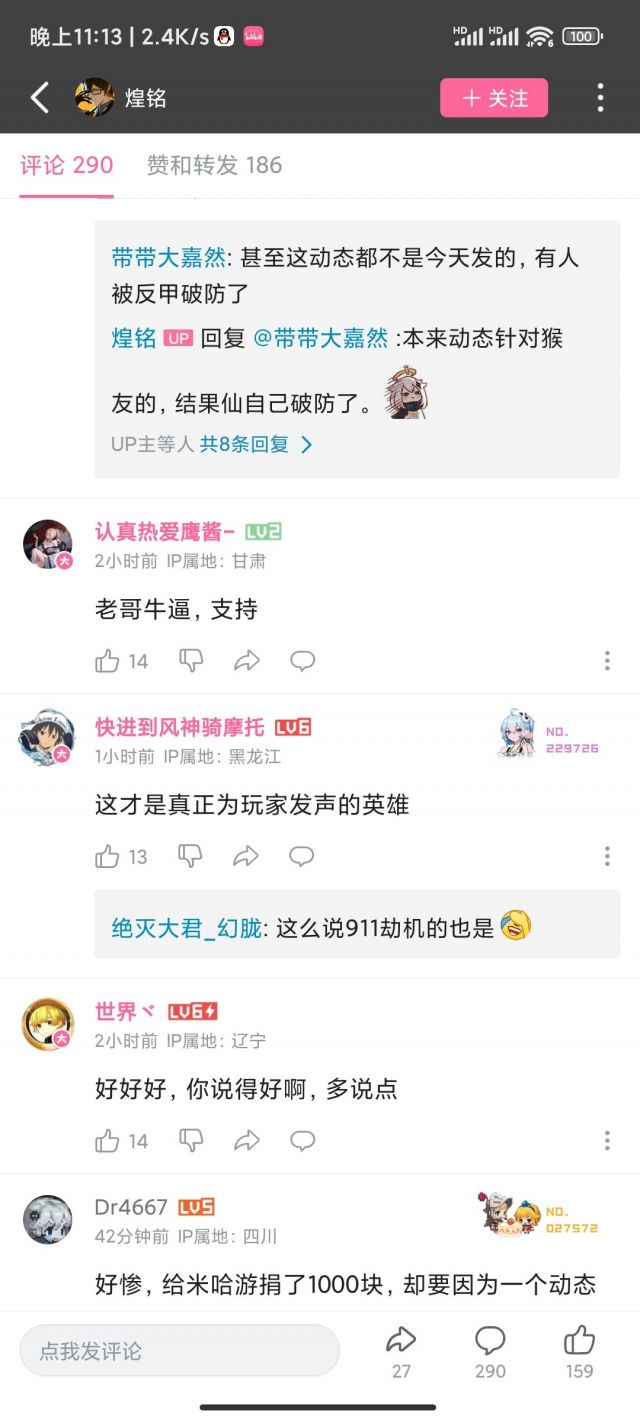 晚上11:13 | 2.4K/s
HD HD 6 100
煌铭
+ 关注
评论 290 赞和转发 186
带带大嘉然: 甚至这动态都不是今天发的，有人
被反甲破防了
煌铭 UP 回复 @带带大嘉然 :本来动态针对猴
友的，结果仙自己破防了。
UP主等人 共8条回复 >
认真热爱鹰酱- LV2
2小时前 IP属地：甘肃
老哥牛逼，支持
14
快进到风神骑摩托 LV6
NO.
229726
1小时前 IP属地：黑龙江
这才是真正为玩家发声的英雄
13
绝灭大君_幻胧: 这么说911劫机的也是
世界ヾ LV6
2小时前 IP属地：辽宁
好好好，你说得好啊，多说点
14
Dr4667 LV5
NO.
027572
42分钟前 IP属地：四川
好惨，给米哈游捐了1000块，却要因为一个动态
点我发评论
27 290 159